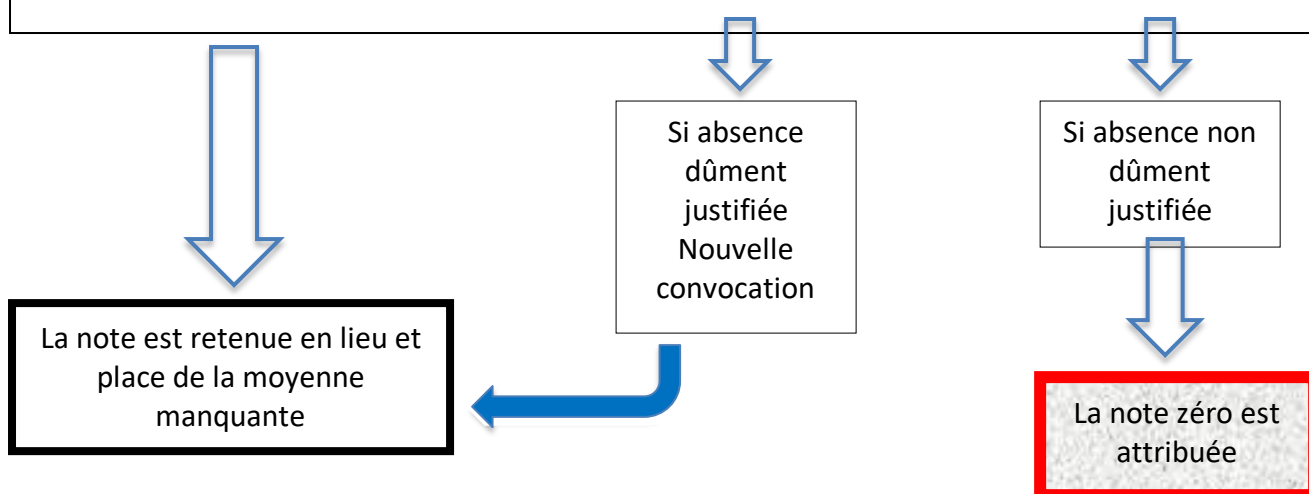 Si absence
dûment
justifiée
Nouvelle
convocation
Si absence non
dûment
justifiée
La note est retenue en lieu et
place de la moyenne
manquante
La note zéro est
attribuée